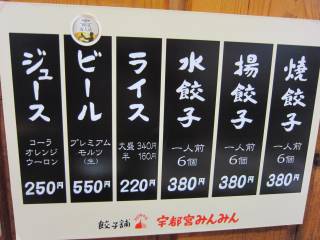 焼餃子
一人前
6個
380円
揚餃子
一人前
6個
380円
水餃子
一人前
6個
380円
ライス
大盛 340円
半 160円
220円
ビール
プレミアム
モルツ
(生)
550円
ジュース
コーラ
オレンジ
ウーロン
250円
餃子舗 宇都宮みんみん